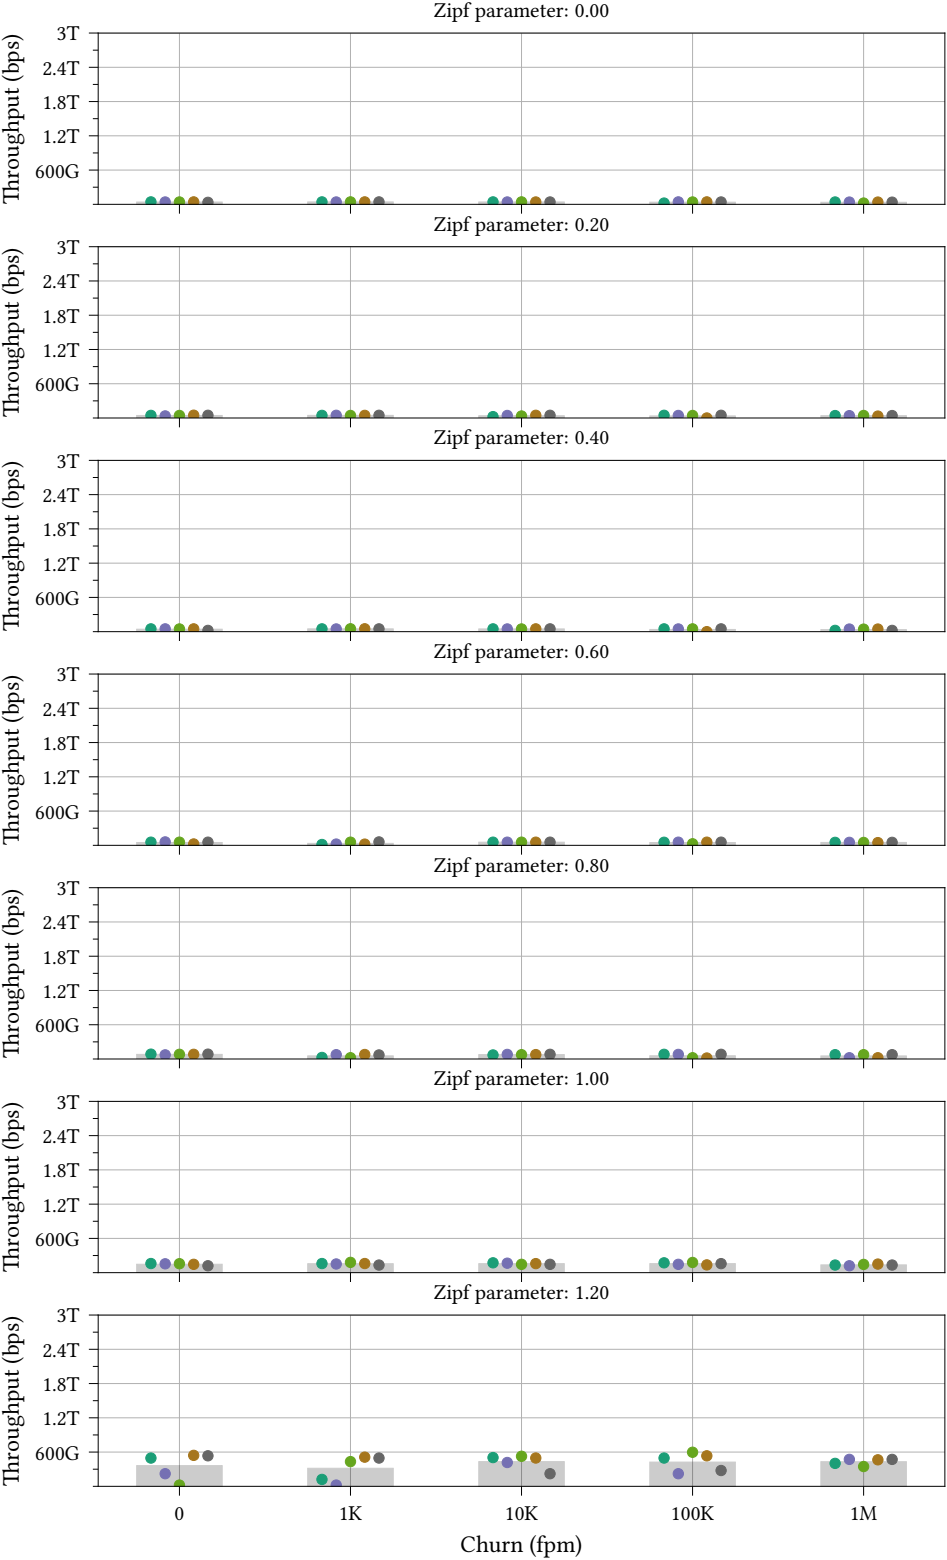 Zipf parameter: 0.00
3T
2.4T
1.8T
1.2T
600G
Throughput (bps)
Zipf parameter: 0.20
3T
2.4T
1.8T
1.2T
600G
Throughput (bps)
Zipf parameter: 0.40
3T
2.4T
1.8T
1.2T
600G
Throughput (bps)
Zipf parameter: 0.60
3T
2.4T
1.8T
1.2T
600G
Throughput (bps)
Zipf parameter: 0.80
3T
2.4T
1.8T
1.2T
600G
Throughput (bps)
Zipf parameter: 1.00
3T
2.4T
1.8T
1.2T
600G
Throughput (bps)
Zipf parameter: 1.20
3T
2.4T
1.8T
1.2T
600G
Throughput (bps)
0 1K 10K 100K 1M
Churn (fpm)